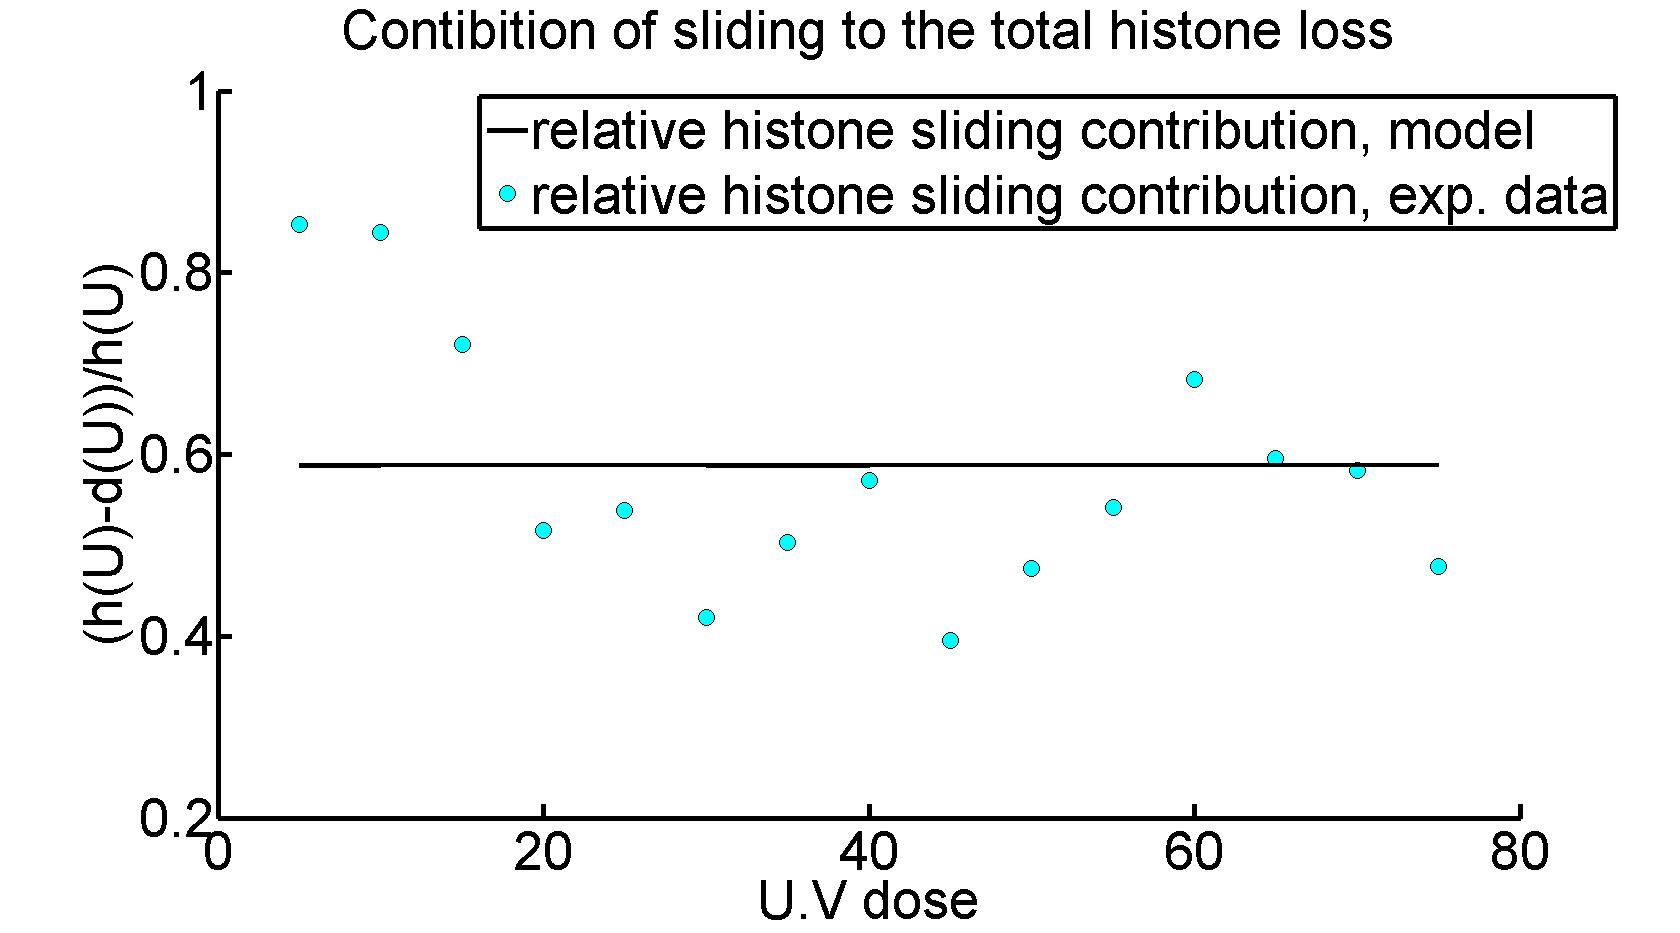 Contibition of sliding to the total histone loss
relative histone sliding contribution, model
relative histone sliding contribution, exp. data
(h(U)-d(U))/h(U)
1
0.8
0.6
0.4
0.2
0 20 40 60 80
U.V dose